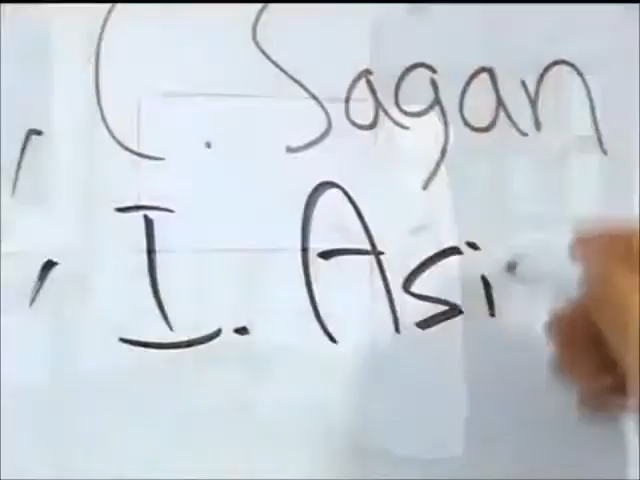 , C. Sagan
, I. Asi